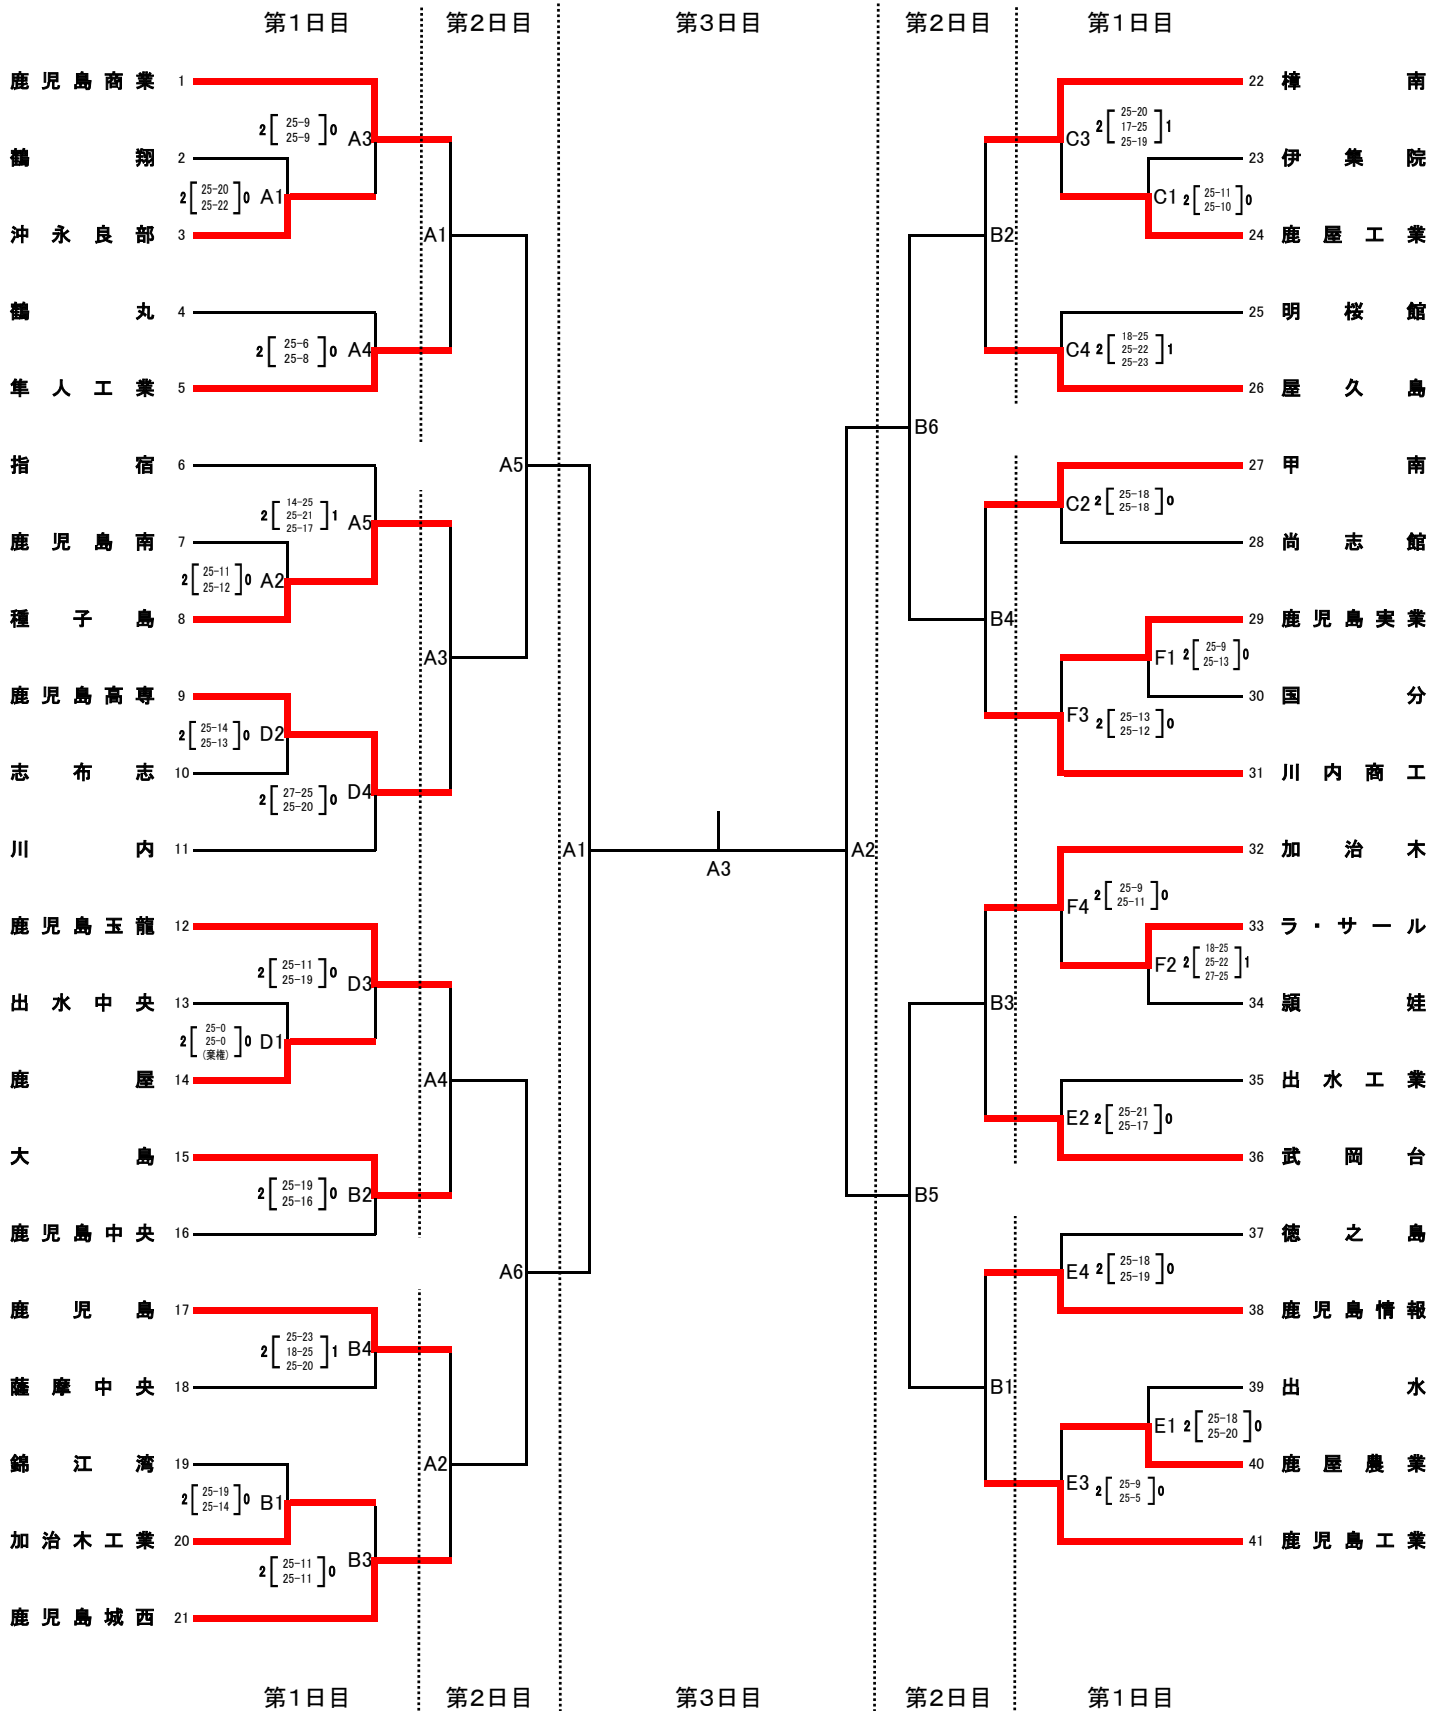 第1日目 第2日目 第3日目 第2日目 第1日目
鹿児島商業 1
2 [ 25-9 25-9 ] 0 A3
鶴翔 2
2 [ 25-20 25-22 ] 0 A1
沖永良部 3
A1
鶴丸 4
2 [ 25-6 25-8 ] 0 A4
隼人工業 5
指宿 6
A5
2 [ 14-25 25-21 25-17 ] 1 A5
鹿児島南 7
2 [ 25-11 25-12 ] 0 A2
種子島 8
A3
鹿児島高専 9
2 [ 25-14 25-13 ] 0 D2
志布志 10
2 [ 27-25 25-20 ] 0 D4
川内 11
A1
鹿児島玉龍 12
2 [ 25-11 25-19 ] 0 D3
出水中央 13
2 [ 25-0 25-0 (棄権) ] 0 D1
鹿屋 14
A4
大島 15
2 [ 25-19 25-16 ] 0 B2
鹿児島中央 16
A6
鹿児島 17
2 [ 25-23 18-25 25-20 ] 1 B4
薩摩中央 18
A2
錦江湾 19
2 [ 25-19 25-14 ] 0 B1
加治木工業 20
2 [ 25-11 25-11 ] 0 B3
鹿児島城西 21
A3
22 樟南
C3 2 [ 25-20 17-25 25-19 ] 1
23 伊集院
C1 2 [ 25-11 25-10 ] 0
24 鹿屋工業
B2
25 明桜館
C4 2 [ 18-25 25-22 25-23 ] 1
26 屋久島
B6
27 甲南
C2 2 [ 25-18 25-18 ] 0
28 尚志館
B4
29 鹿児島実業
F1 2 [ 25-9 25-13 ] 0
30 国分
F3 2 [ 25-13 25-12 ] 0
31 川内商工
A2
32 加治木
F4 2 [ 25-9 25-11 ] 0
33 ラ・サール
F2 2 [ 18-25 25-22 27-25 ] 1
34 頴娃
B3
35 出水工業
E2 2 [ 25-21 25-17 ] 0
36 武岡台
B5
37 徳之島
E4 2 [ 25-18 25-19 ] 0
38 鹿児島情報
B1
39 出水
E1 2 [ 25-18 25-20 ] 0
40 鹿屋農業
E3 2 [ 25-9 25-5 ] 0
41 鹿児島工業
第1日目 第2日目 第3日目 第2日目 第1日目